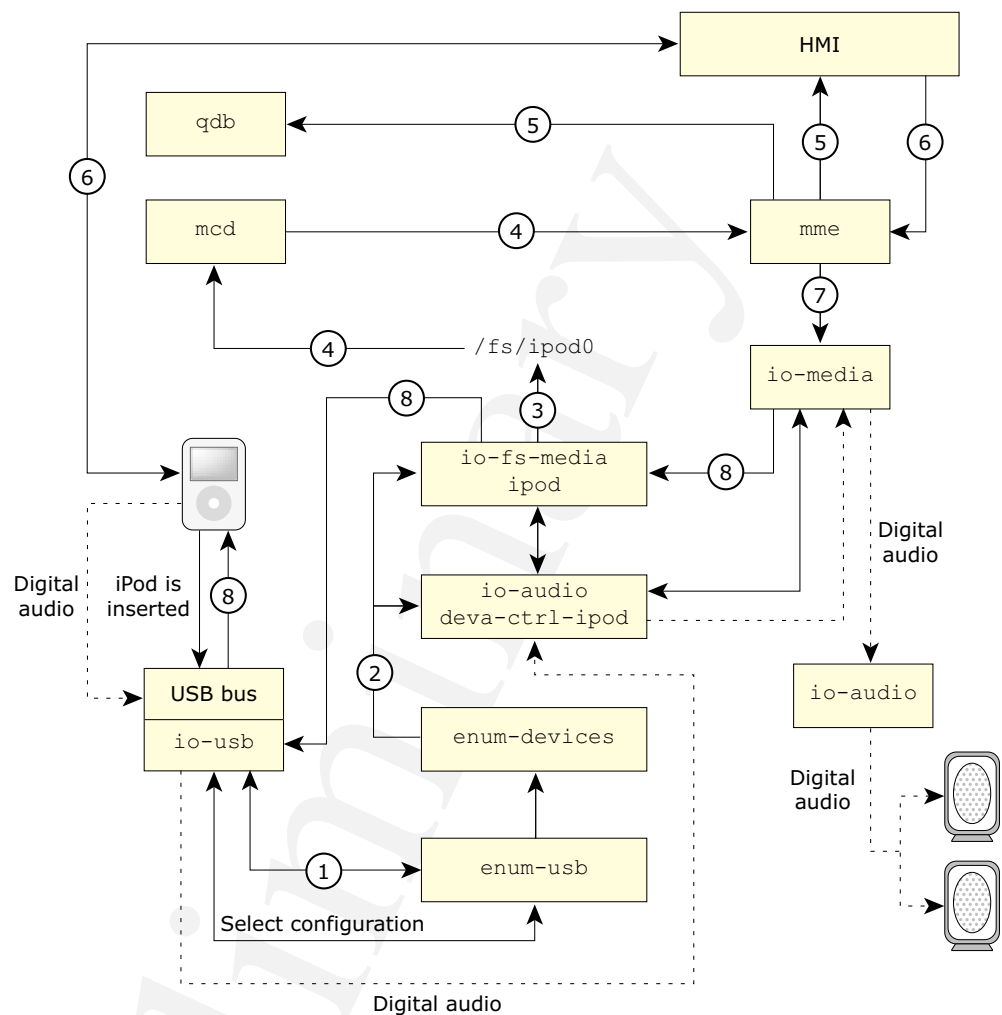 HMI
qdb
5
5
6
6
mcd
4
mme
7
4
/fs/ipod0
io-media
8
3
io-fs-media
ipod
8
Digital
audio
Digital
audio
iPod is
inserted
8
io-audio
deva-ctrl-ipod
2
USB bus
io-usb
enum-devices
io-audio
Digital
audio
1
enum-usb
Select configuration
Digital audio
liminary